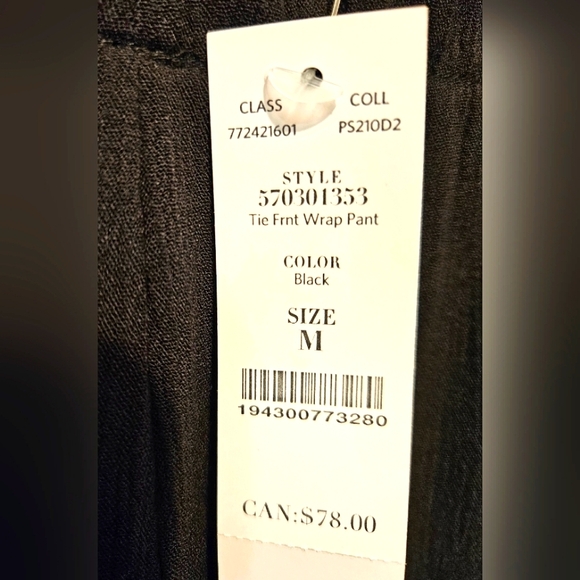 CLASS COLL
772421601 PS210D2
STYLE
570301353
Tie Frnt Wrap Pant
COLOR
Black
SIZE
M
194300773280
CAN:$78.00